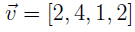 v⃗ = [2, 4, 1, 2]